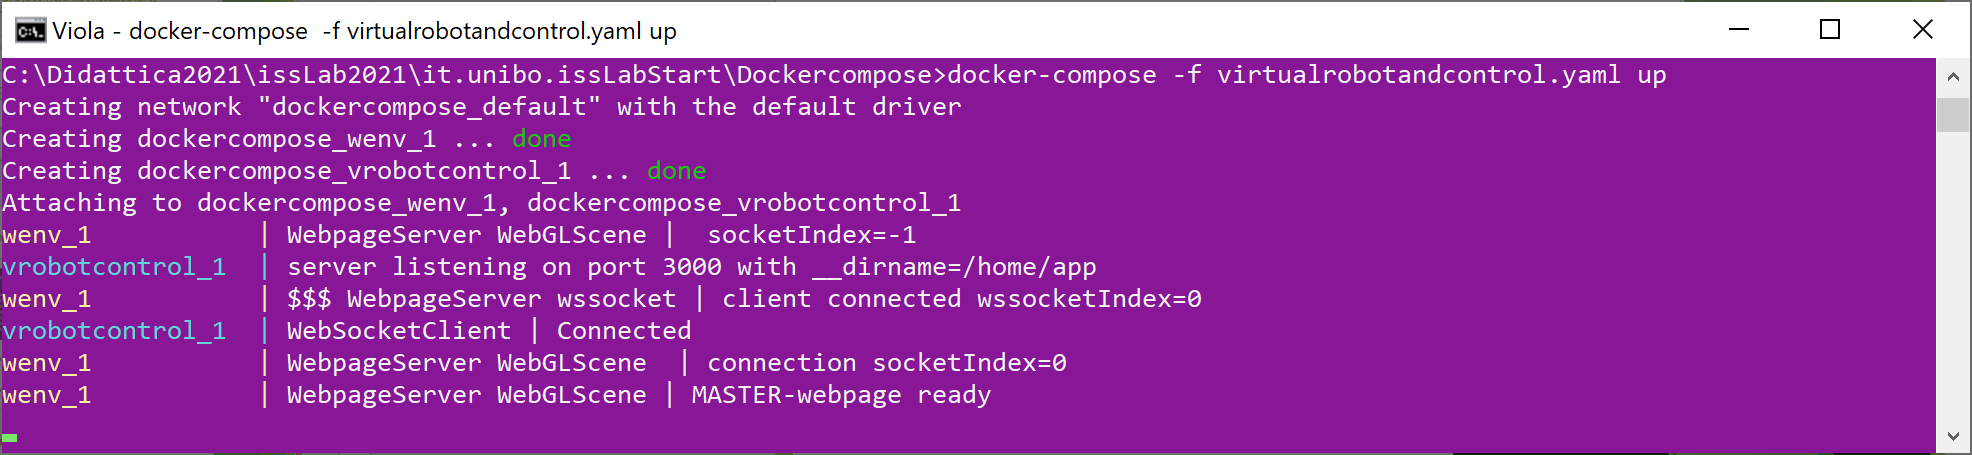 Viola - docker-compose  -f virtualrobotandcontrol.yaml up
C:\Didattica2021\issLab2021\it.unibo.issLabStart\Dockercompose>docker-compose -f virtualrobotandcontrol.yaml up
Creating network "dockercompose_default" with the default driver
Creating dockercompose_wenv_1 ... done
Creating dockercompose_vrobotcontrol_1 ... done
Attaching to dockercompose_wenv_1, dockercompose_vrobotcontrol_1
wenv_1           | WebpageServer WebGLScene |  socketIndex=-1
vrobotcontrol_1  | server listening on port 3000 with __dirname=/home/app
wenv_1           | $$$ WebpageServer wssocket | client connected wssocketIndex=0
vrobotcontrol_1  | WebSocketClient | Connected
wenv_1           | WebpageServer WebGLScene  | connection socketIndex=0
wenv_1           | WebpageServer WebGLScene | MASTER-webpage ready